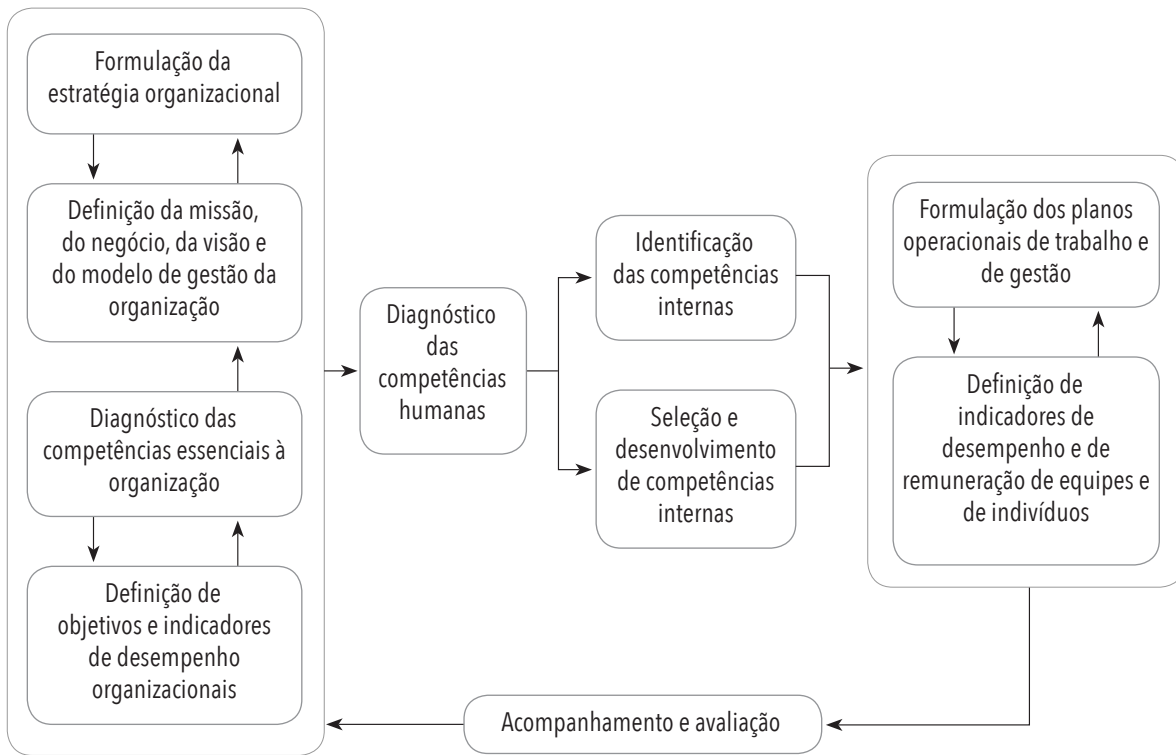 Formulação da
estratégia organizacional
Definição da missão,
do negócio, da visão e
do modelo de gestão da
organização
Diagnóstico das
competências essenciais à
organização
Definição de
objetivos e indicadores
de desempenho
organizacionais
Diagnóstico
das
competências
humanas
Identificação
das competências
internas
Seleção e
desenvolvimento
de competências
internas
Formulação dos planos
operacionais de trabalho e
de gestão
Definição de
indicadores de
desempenho e de
remuneração de equipes e
de indivíduos
Acompanhamento e avaliação